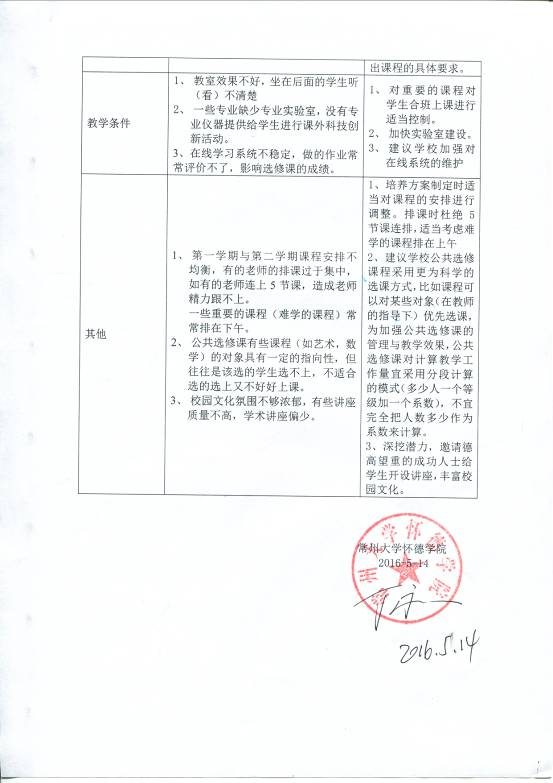 出课程的具体要求。
教学条件
1、 教室效果不好，坐在后面的学生听
（看）不清楚
2、 一些专业缺少专业实验室，没有专
业仪器提供给学生进行课外科技创
新活动。
3、在线学习系统不稳定，做的作业常
常评价不了，影响选修课的成绩。
1、 对重要的课程对
学生合班上课进行
适当控制。
2、 加快实验室建设。
3、 建议学校加强对
在线系统的维护
其他
1、 第一学期与第二学期课程安排不
均衡，有的老师的排课过于集中，
如有的老师连上 5 节课，造成老师
精力跟不上。
一些重要的课程（难学的课程）常
常排在下午。
2、 公共选修课有些课程（如艺术，数
学）的对象具有一定的指向性，但
往往是该选的学生选不上，不适合
选的选上又不好好上课。
3、 校园文化氛围不够浓郁，有些讲座
质量不高，学术讲座偏少。
1、培养方案制定时适
当对课程的安排进行
调整。排课时杜绝 5
节课连排，适当考虑难
学的课程排在上午
2、建议学校公共选修
课程采用更为科学的
选课方式，比如课程可
以对某些对象（在教师
的指导下）优先选课，
为加强公共选修课的
管理与教学效果，公共
选修课对计算教学工
作量宜采用分段计算
的模式（多少人一个等
级加一个系数），不宜
完全把人数多少作为
系数来计算。
3、深挖潜力，邀请德
高望重的成功人士给
学生开设讲座，丰富校
园文化。
常州大学怀德学院
常州大学怀德学院
2016-5-14
2016.5.14